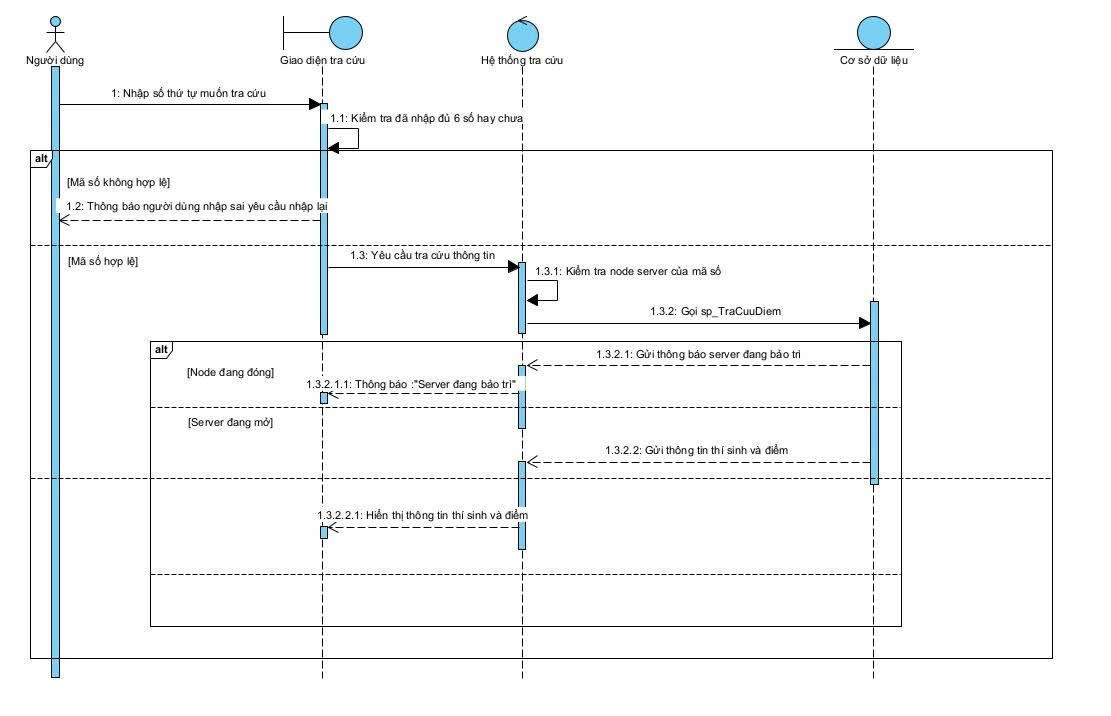 Người dùng
Giao diện tra cứu
Hệ thống tra cứu
Cơ sở dữ liệu
1: Nhập số thứ tự muốn tra cứu
1.1: Kiểm tra đã nhập đủ 6 số hay chưa
alt
[Mã số không hợp lệ]
1.2: Thông báo người dùng nhập sai yêu cầu nhập lại
[Mã số hợp lệ]
1.3: Yêu cầu tra cứu thông tin
1.3.1: Kiểm tra node server của mã số
1.3.2: Gọi sp_TraCuuDiem
alt
1.3.2.1: Gửi thông báo server đang bảo trì
[Node đang đóng]
1.3.2.1.1: Thông báo :"Server đang bảo trì"
[Server đang mở]
1.3.2.2: Gửi thông tin thí sinh và điểm
1.3.2.2.1: Hiển thị thông tin thí sinh và điểm